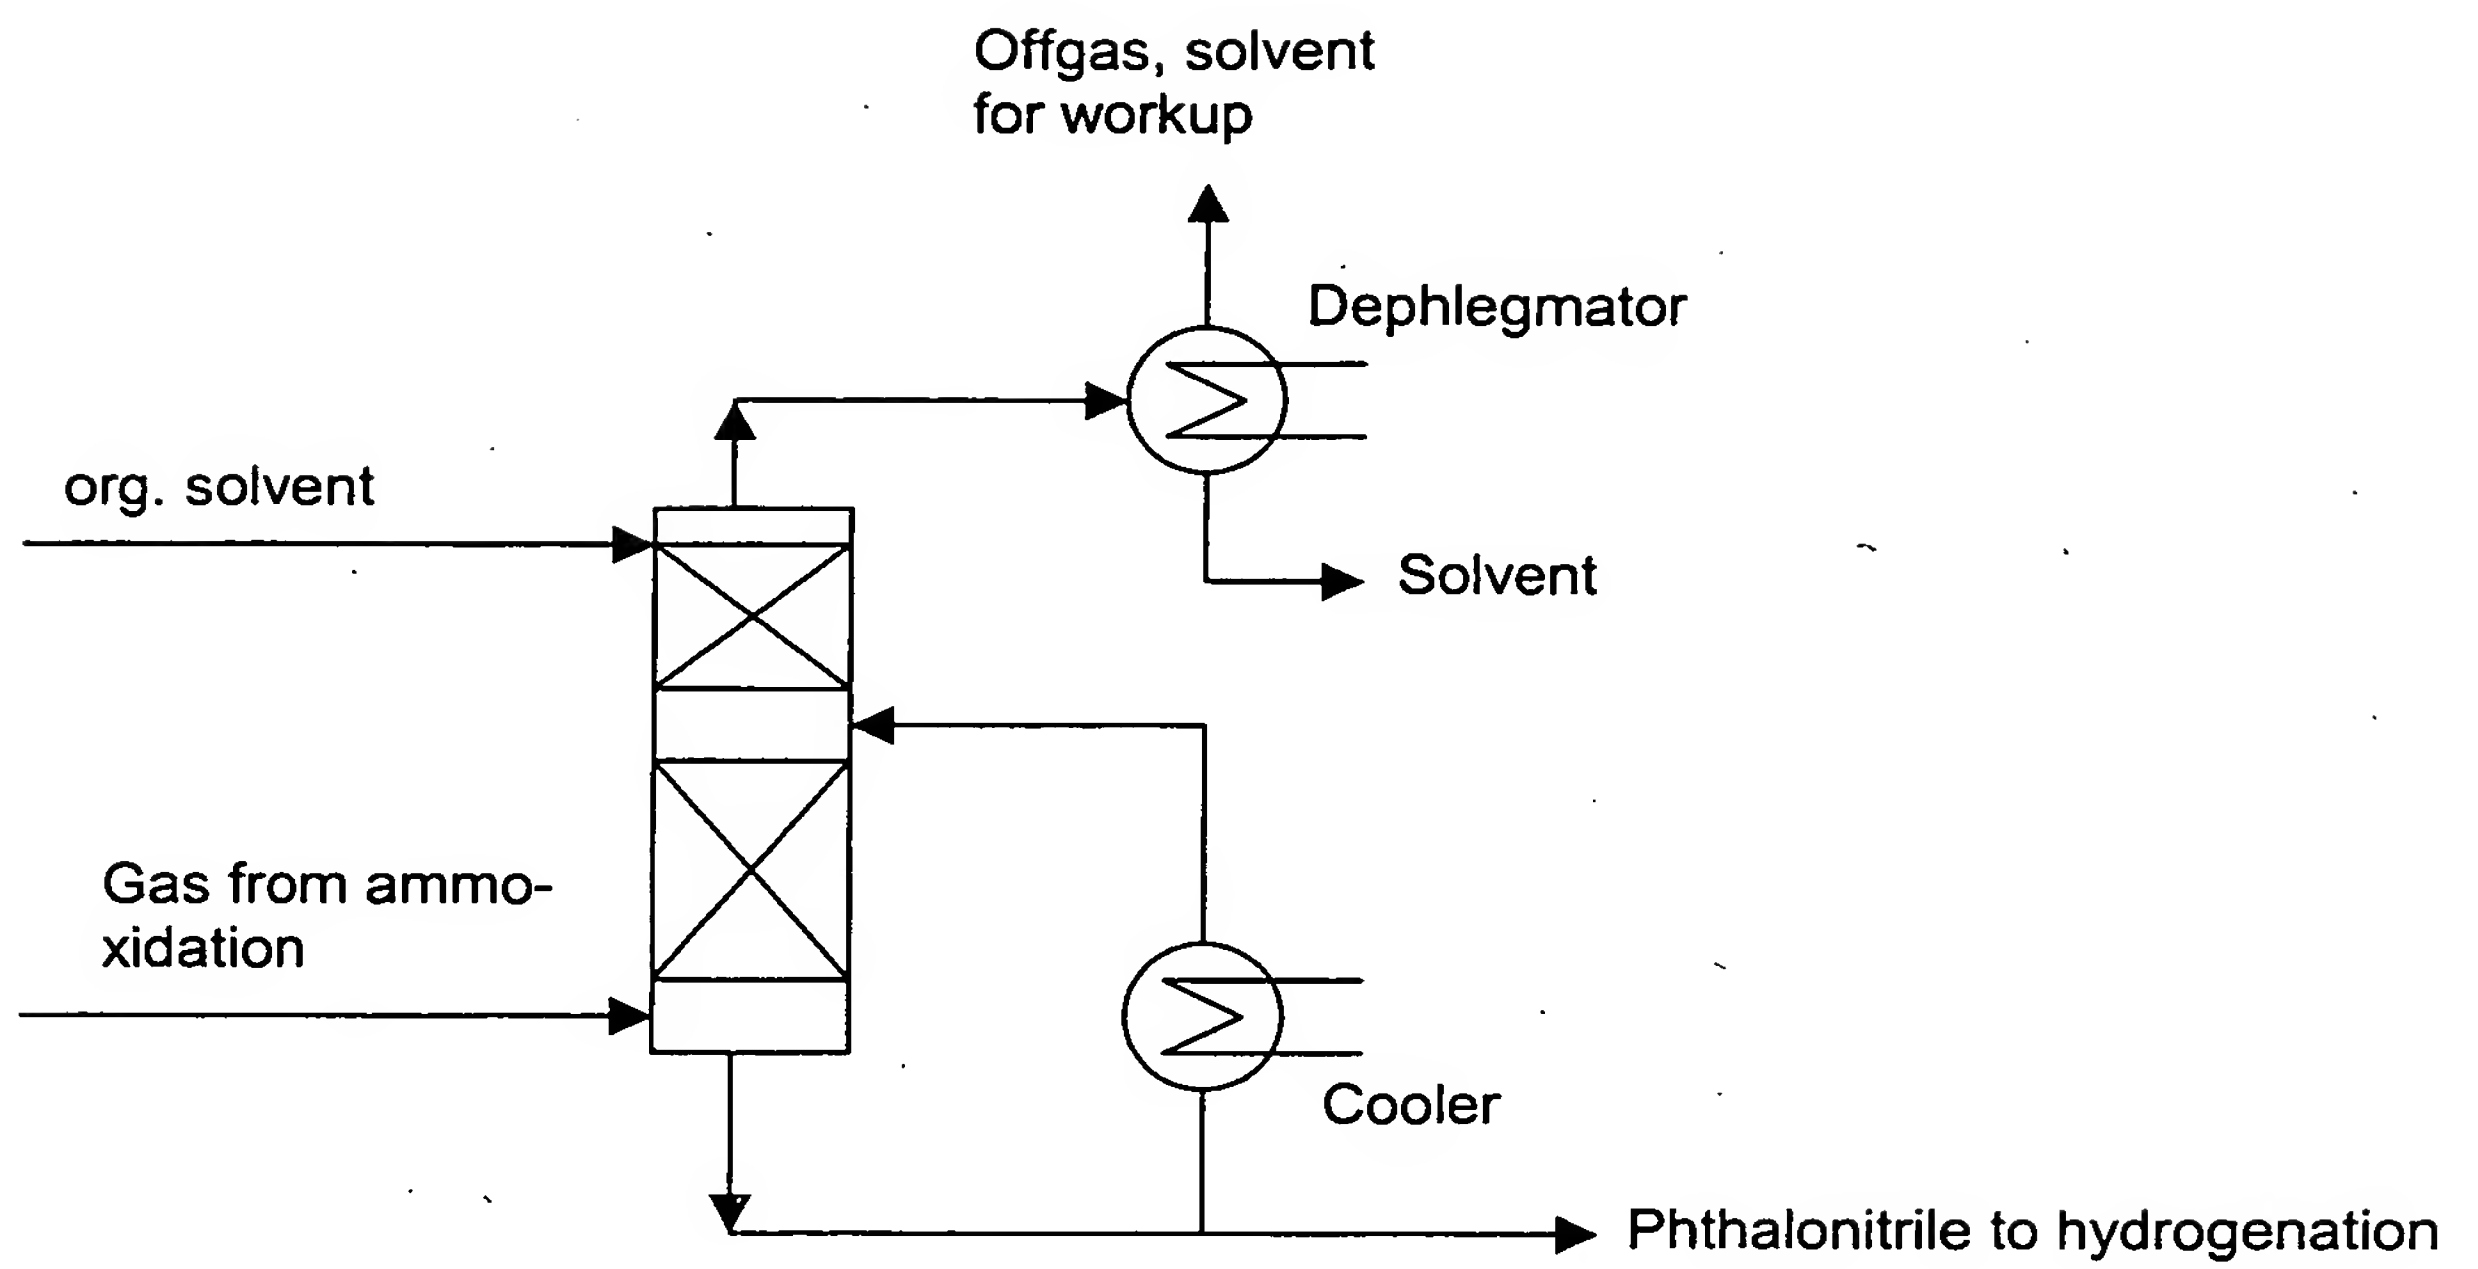 Offgas, solvent
for workup
Dephlegmator
org. solvent
Solvent
Gas from ammo-
xidation
Cooler
Phthalonitrile to hydrogenation